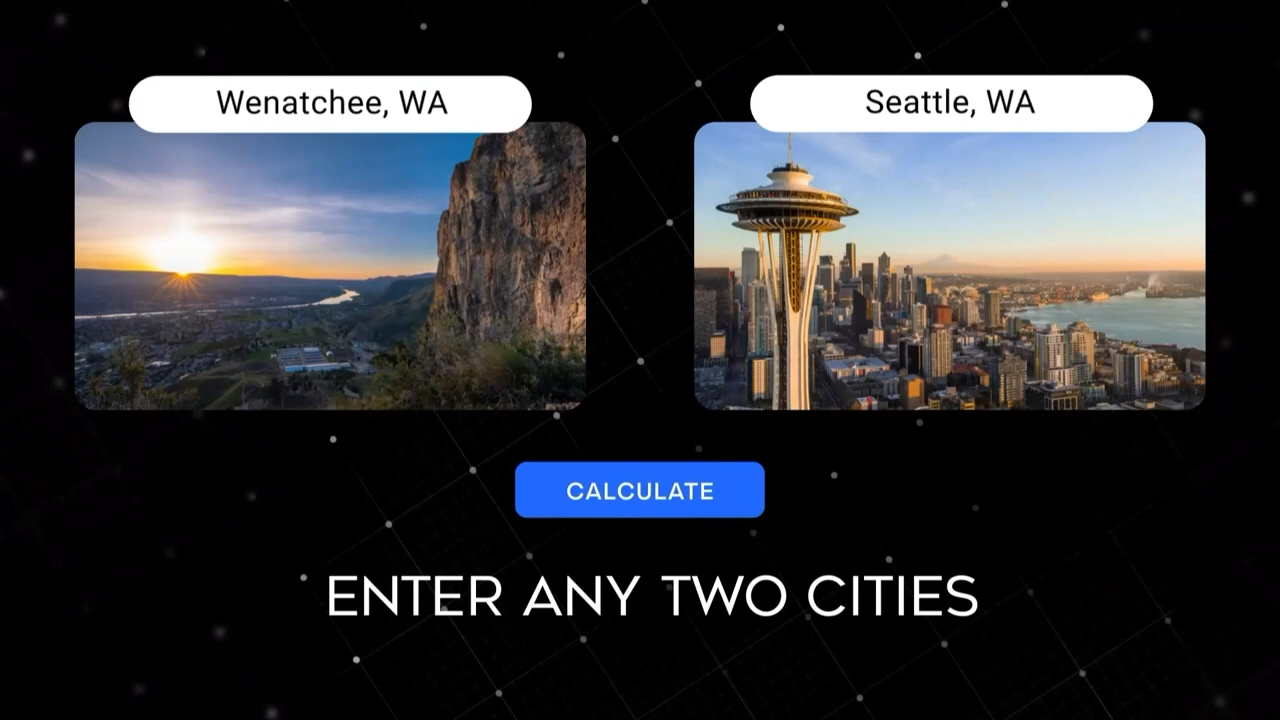 Wenatchee, WA
Seattle, WA
CALCULATE
ENTER ANY TWO CITIES